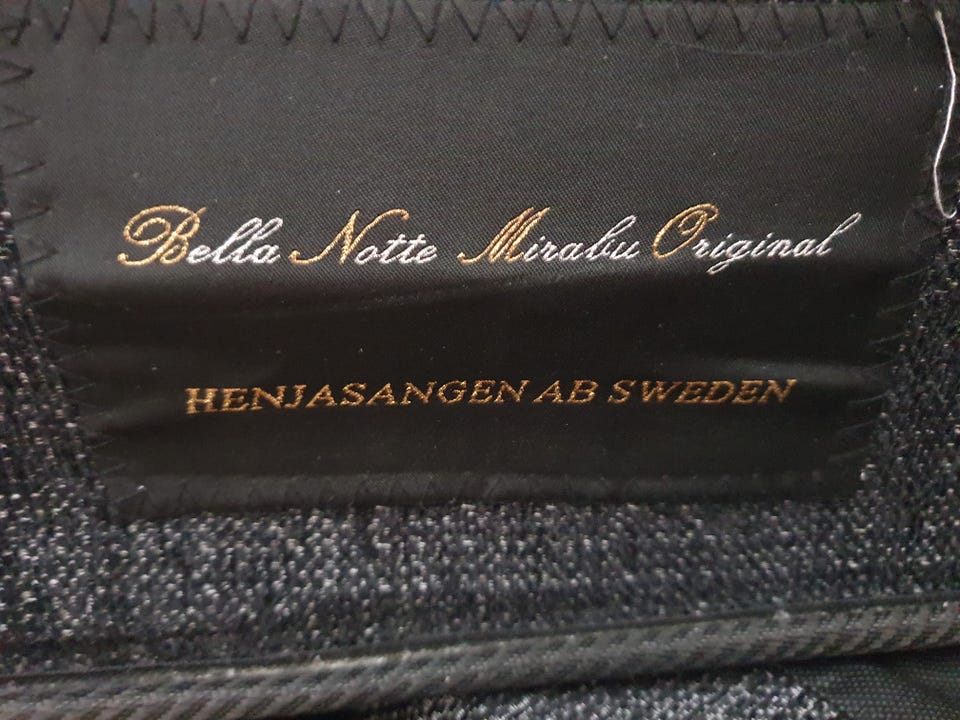 Bella Notte Mirabu Original
HENJASANGEN AB SWEDEN